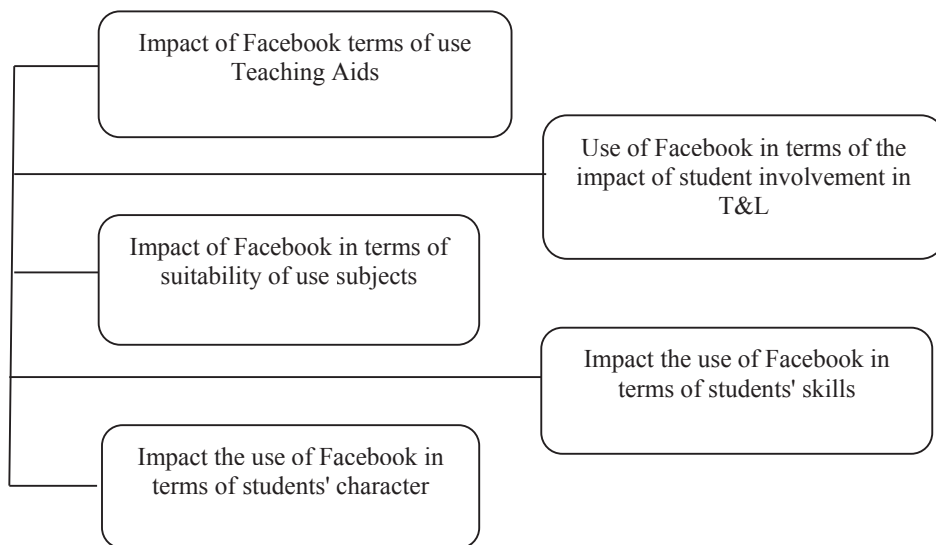 Impact of Facebook terms of use
Teaching Aids
Use of Facebook in terms of the
impact of student involvement in
T&L
Impact of Facebook in terms of
suitability of use subjects
Impact the use of Facebook in
terms of students' skills
Impact the use of Facebook in
terms of students' character